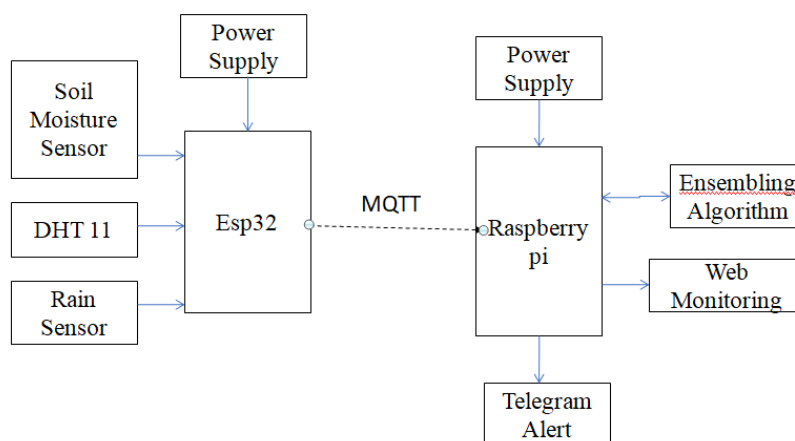 Power
Supply
Soil
Moisture
Sensor
DHT 11
Rain
Sensor
Esp32
MQTT
Power
Supply
Raspberry
pi
Ensembling
Algorithm
Web
Monitoring
Telegram
Alert